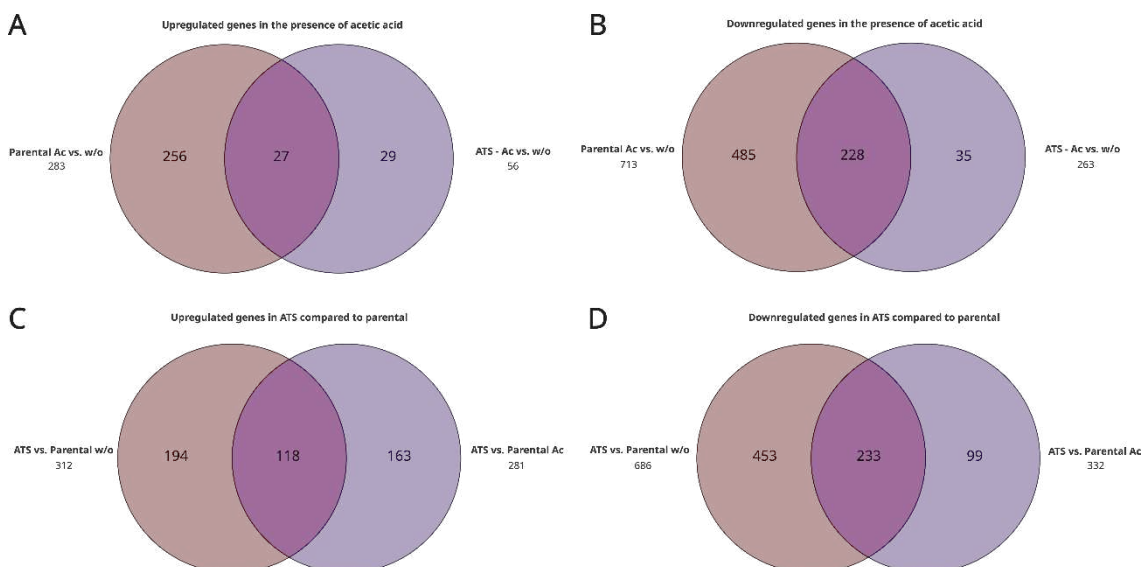 A
Upregulated genes in the presence of acetic acid
Parental Ac vs. w/o
283
256
27
29
ATS - Ac vs. w/o
56
B
Downregulated genes in the presence of acetic acid
Parental Ac vs. w/o
713
485
228
35
ATS - Ac vs. w/o
263
C
Upregulated genes in ATS compared to parental
ATS vs. Parental w/o
312
194
118
163
ATS vs. Parental Ac
281
D
Downregulated genes in ATS compared to parental
ATS vs. Parental w/o
686
453
233
99
ATS vs. Parental Ac
332